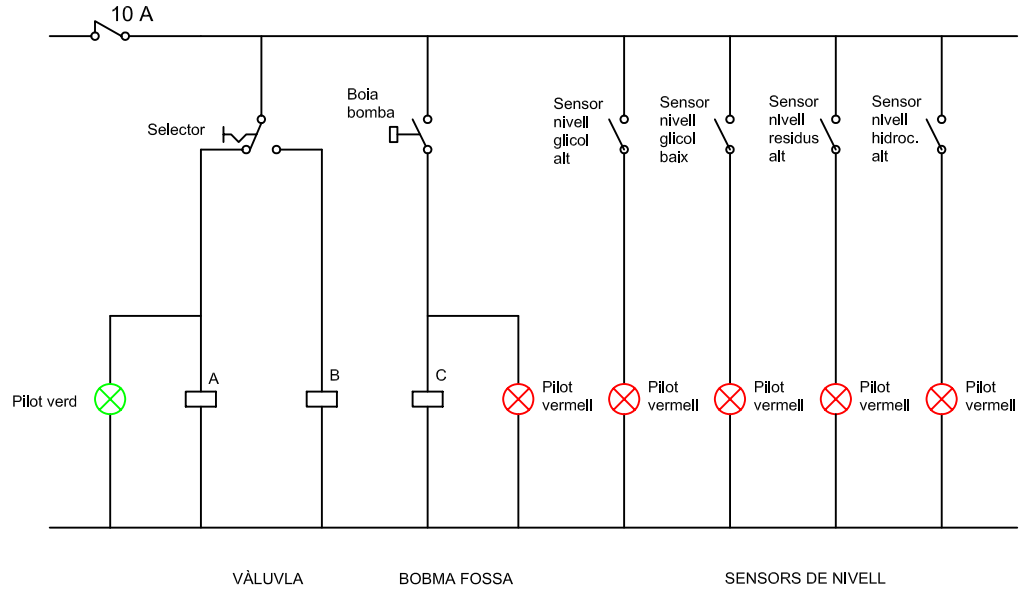 10 A
Selector
Boia
bomba
Sensor
nivell
glicol
alt
Sensor
nivell
glicol
baix
Sensor
nivell
residus
alt
Sensor
nivell
hidroc.
alt
Pilot verd
A
B
C
Pilot
vermell
Pilot
vermell
Pilot
vermell
Pilot
vermell
Pilot
vermell
VÀLUVLA
BOBMA FOSSA
SENSORS DE NIVELL